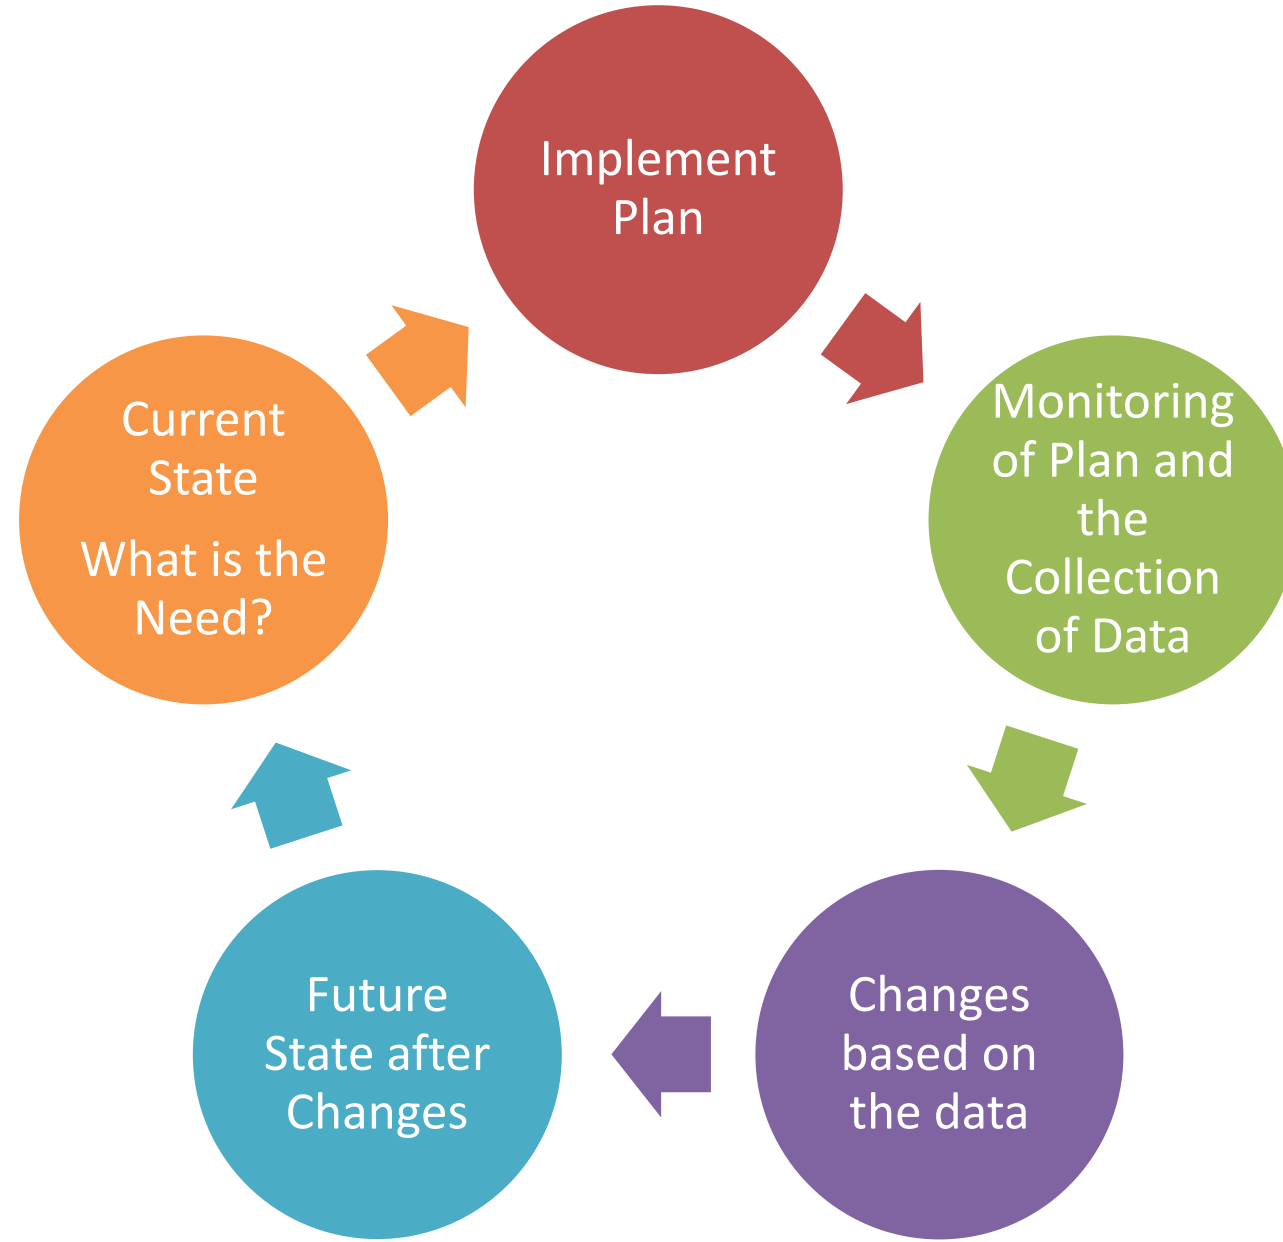 Implement
Plan
Monitoring
of Plan and
the
Collection
of Data
Changes
based on
the data
Future
State after
Changes
Current
State
What is the
Need?